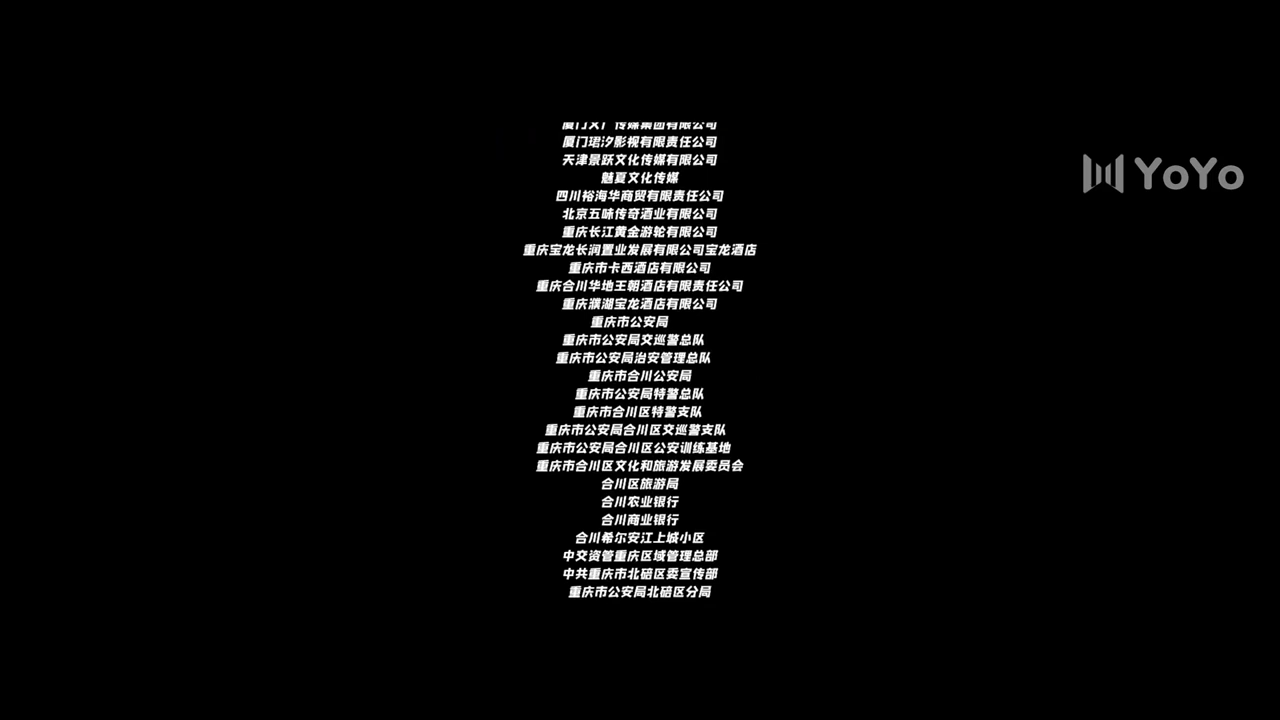 厦门文广传媒集团有限公司
厦门珺汐影视有限责任公司
天津景跃文化传媒有限公司
魅夏文化传媒
四川裕海华商贸有限责任公司
北京五味传奇酒业有限公司
重庆长江黄金游轮有限公司
重庆宝龙长润置业发展有限公司宝龙酒店
重庆市卡西酒店有限公司
重庆合川华地王朝酒店有限责任公司
重庆濮湖宝龙酒店有限公司
重庆市公安局
重庆市公安局交巡警总队
重庆市公安局治安管理总队
重庆市合川公安局
重庆市公安局特警总队
重庆市合川区特警支队
重庆市公安局合川区交巡警支队
重庆市公安局合川区公安训练基地
重庆市合川区文化和旅游发展委员会
合川区旅游局
合川农业银行
合川商业银行
合川希尔安江上城小区
中交资管重庆区域管理总部
中共重庆市北碚区委宣传部
重庆市公安局北碚区分局
YoYo